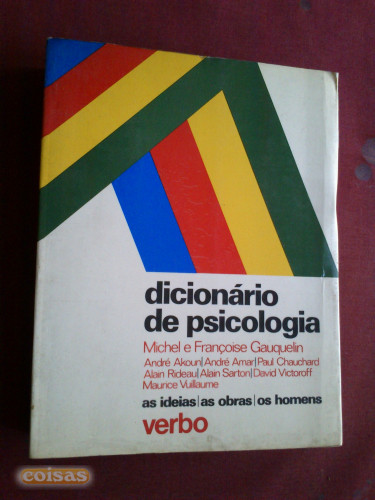 dicionário
de psicologia
Michel e Françoise Gauquelin
André Akoun|André Amar|Paul Chauchard
Alain Rideau|Alain Sarton|David Victoroff
Maurice Vuillaume
as ideias|as obras|os homens
verbo
coisas